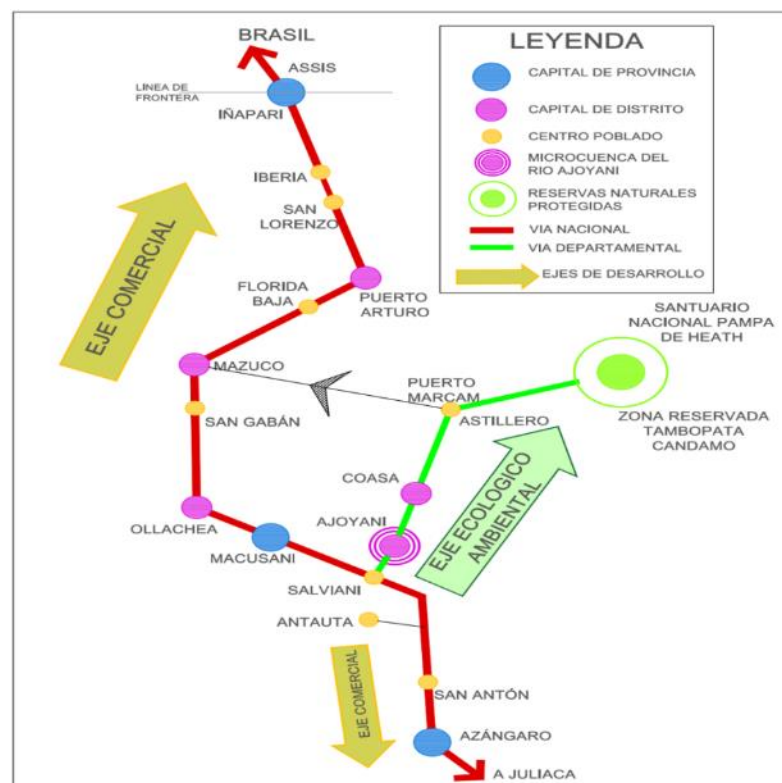 BRASIL
ASSIS
LINEA DE
FRONTERA
IÑAPARI
IBERIA
SAN
LORENZO
FLORIDA
BAJA
PUERTO
ARTURO
MAZUCO
SAN GABÁN
OLLACHEA
MACUSANI
SALVIANI
ANTAUTA
SAN ANTÓN
AZÁNGARO
A JULIACA
PUERTO
MARCAM
ASTILLERO
COASA
AJOYANI
SANTUARIO
NACIONAL PAMPA
DE HEATH
ZONA RESERVADA
TAMBOPATA
CANDAMO
EJE COMERCIAL
EJE ECOLOGICO
AMBIENTAL
EJE COMERCIAL
LEYENDA
CAPITAL DE PROVINCIA
CAPITAL DE DISTRITO
CENTRO POBLADO
MICROCUENCA DEL
RIO AJOYANI
RESERVAS NATURALES
PROTEGIDAS
VIA NACIONAL
VIA DEPARTAMENTAL
EJES DE DESARROLLO